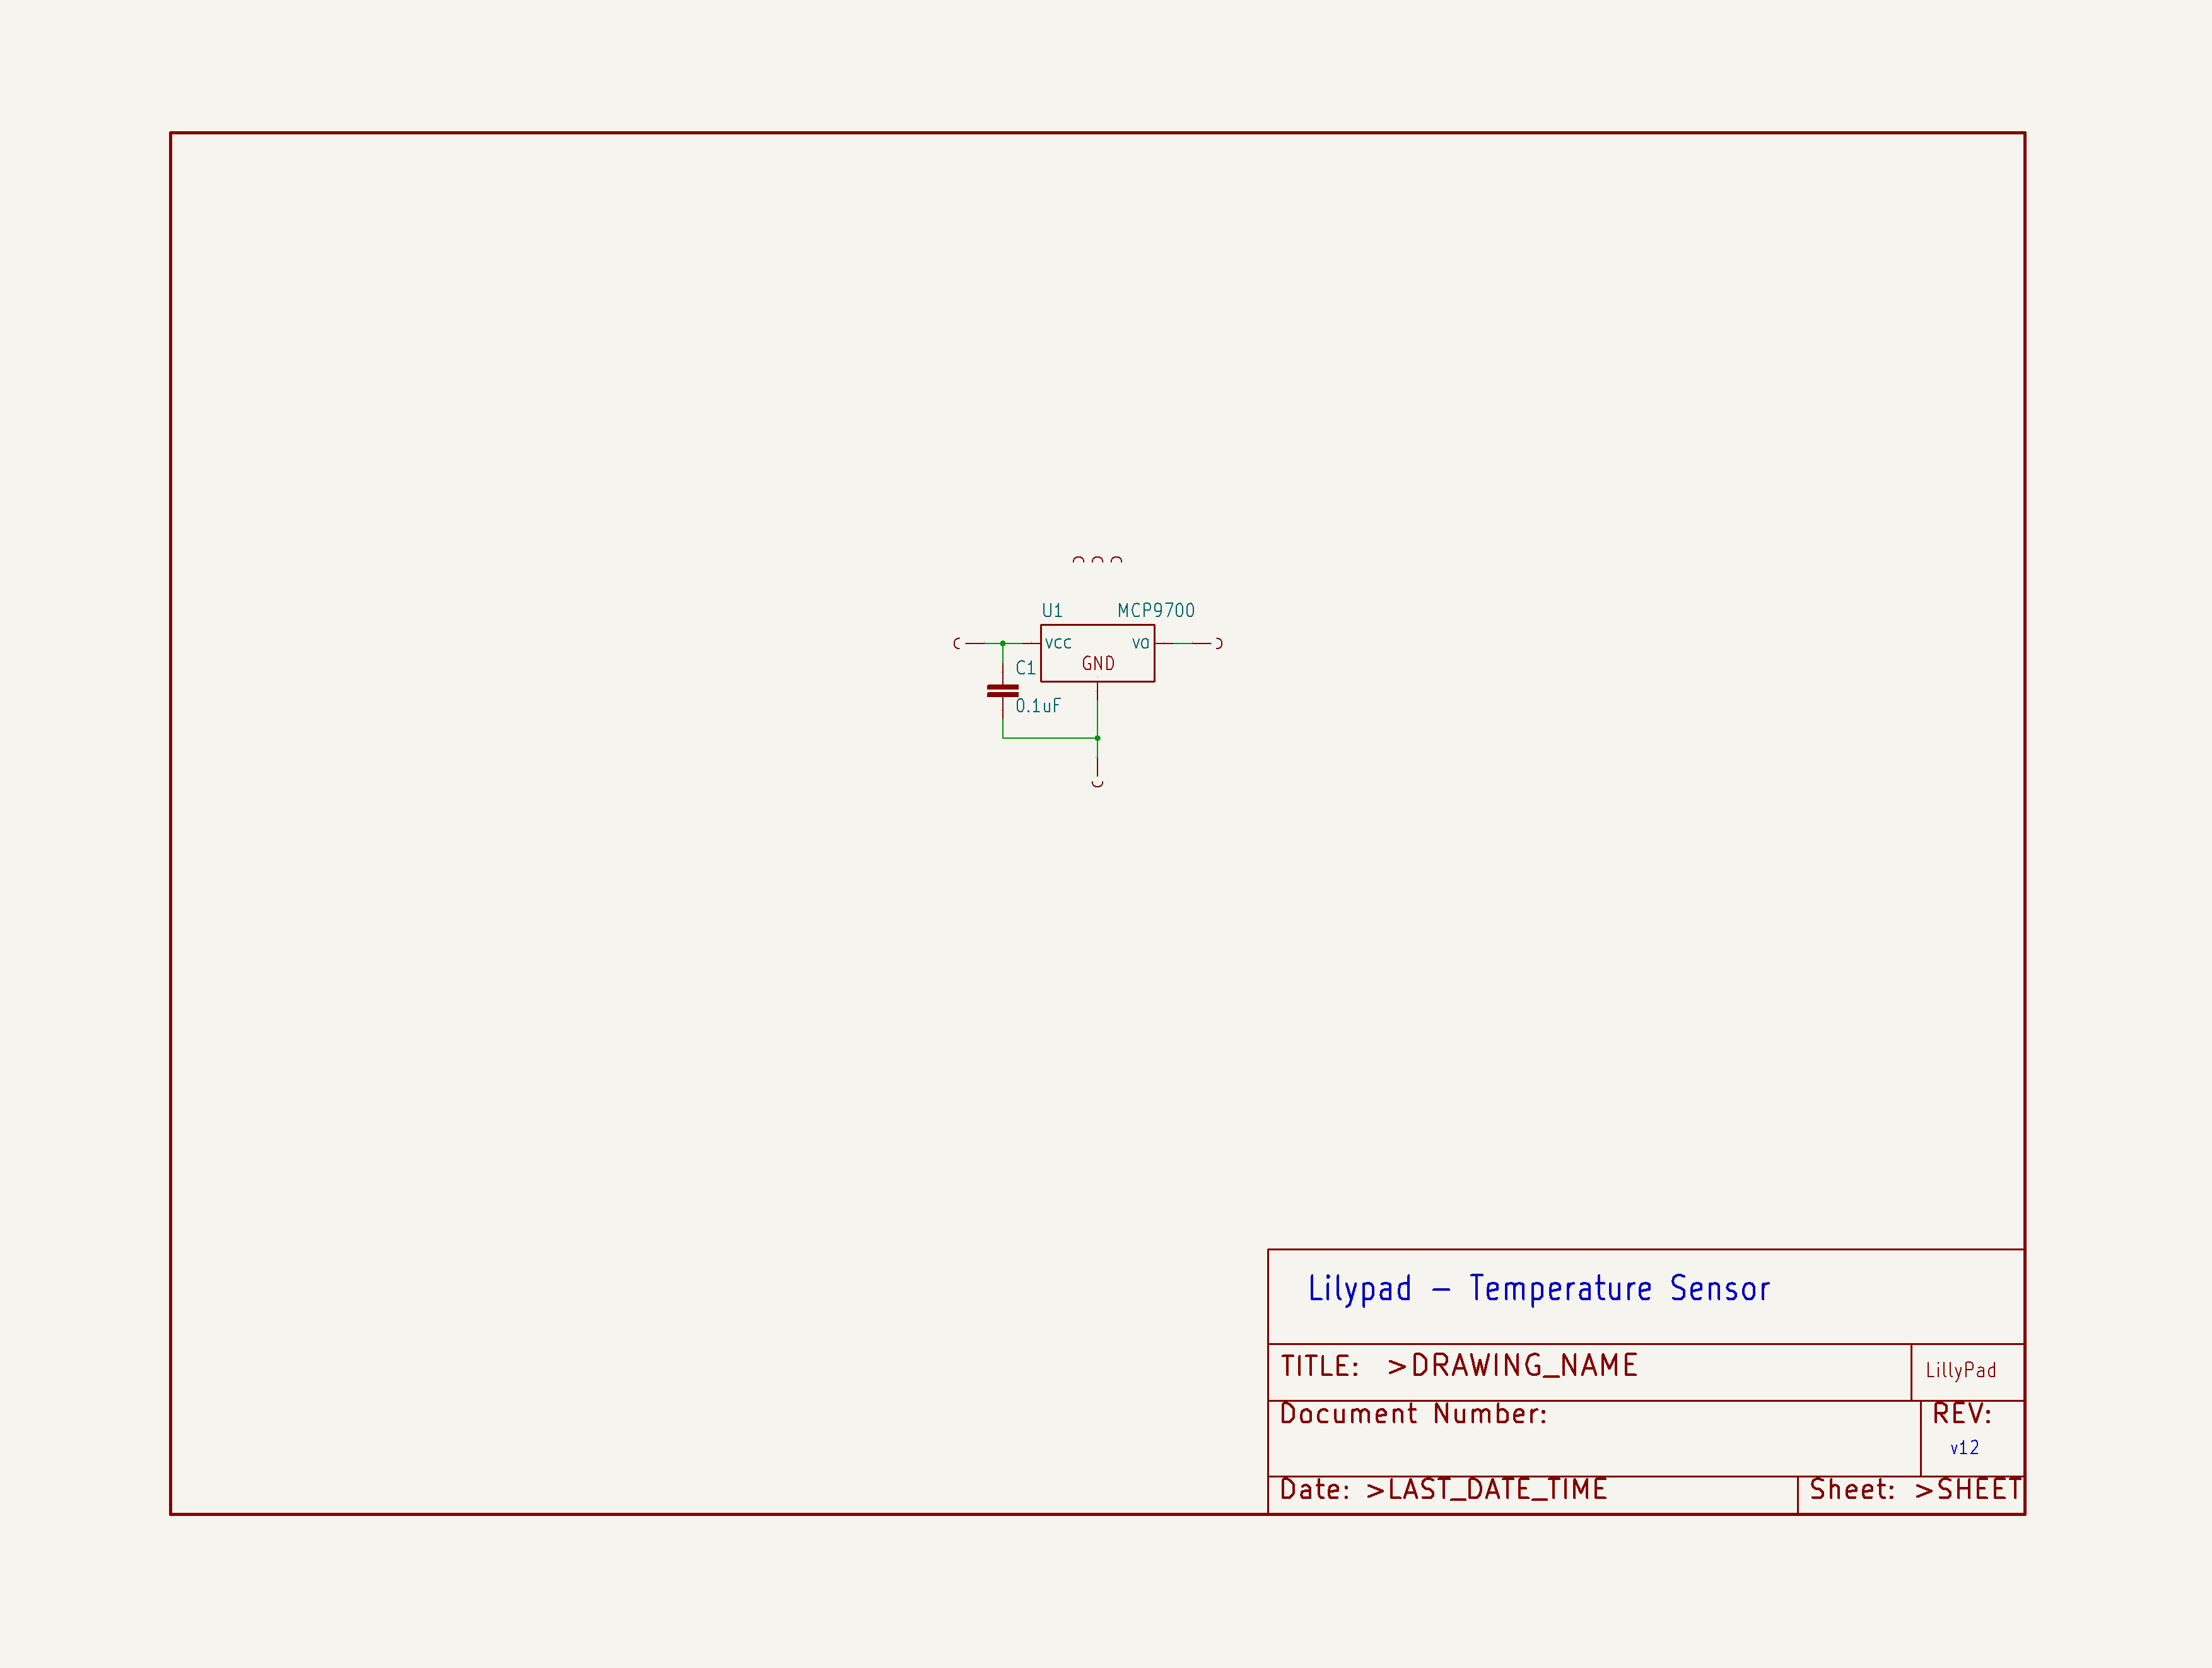 U1 MCP9700
VCC VO
GND
C1
0.1uF
Lilypad - Temperature Sensor
TITLE: >DRAWING_NAME
LillyPad
Document Number:
REV:
v12
Date: >LAST_DATE_TIME
Sheet: >SHEET